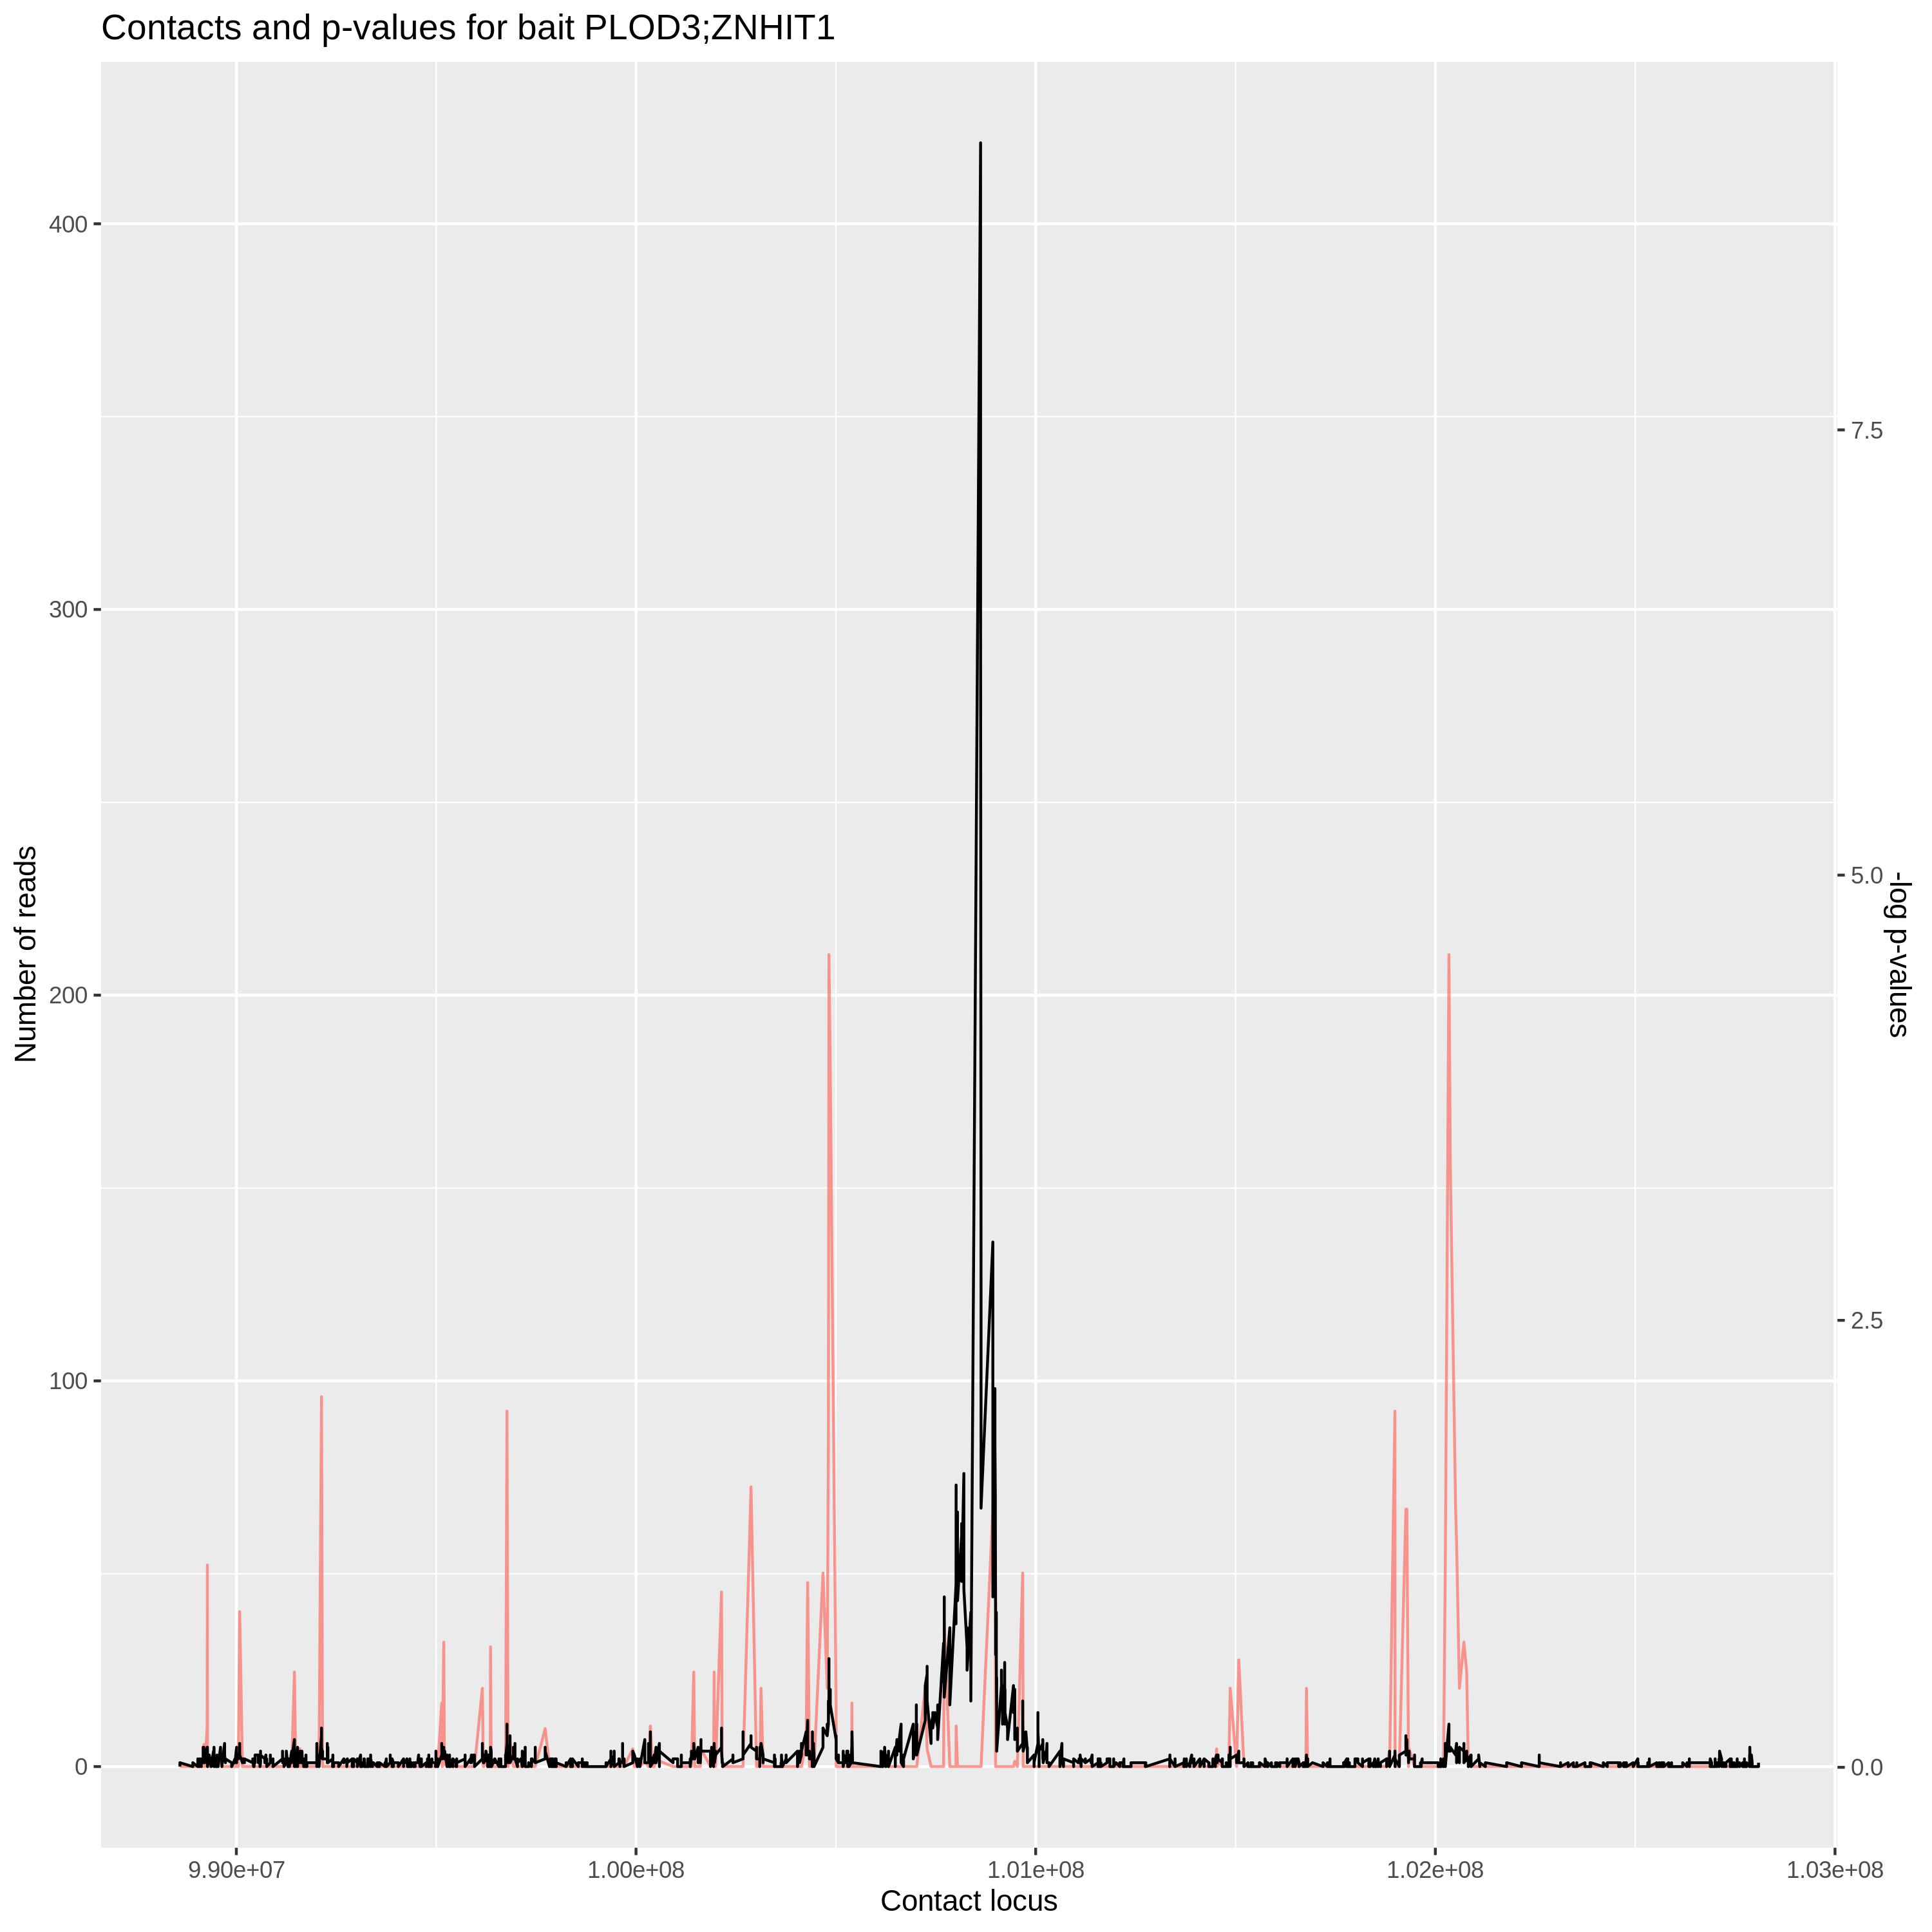 Contacts and p-values for bait PLOD3;ZNHIT1
400
300
200
100
0
Number of reads
7.5
5.0
2.5
0.0
-log p-values
9.90e+07
1.00e+08
1.01e+08
1.02e+08
1.03e+08
Contact locus